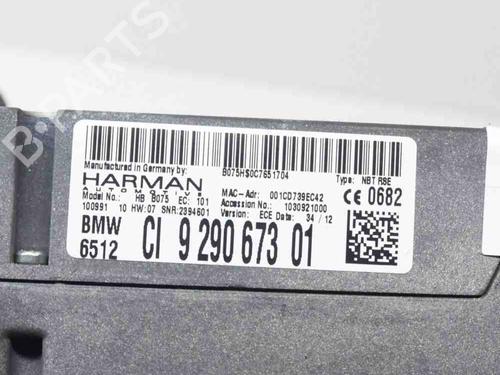 B-PARTS
B075HS0C7651704
Manufactured in Germany by:
HARMAN
AUTOMOTIVE
Type: NBT RSE
MAC-Adr: 001CD739EC42
Model No.: HB B075 EC: 101
Accession No.: 1030921000
CE 0682
100991 10 HW:07 SNR:2394601
Version: ECE Date: 34 / 12
BMW
6512
CI 9 290 673 01